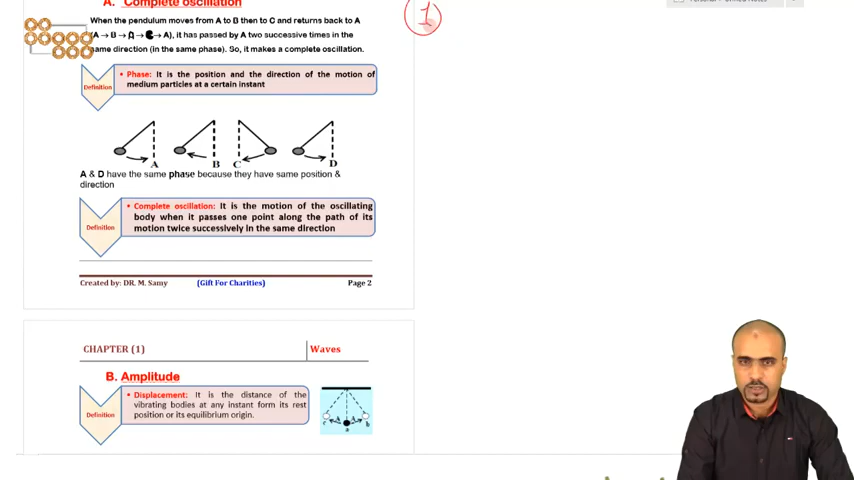 A. Complete oscillation
1
When the pendulum moves from A to B then to C and returns back to A
(A → B → A → C → A), it has passed by A two successive times in the
same direction (in the same phase). So, it makes a complete oscillation.
Definition
• Phase: It is the position and the direction of the motion of
medium particles at a certain instant
A B C D
A & D have the same phase because they have same position &
direction
Definition
• Complete oscillation: It is the motion of the oscillating
body when it passes one point along the path of its
motion twice successively in the same direction
Created by: DR. M. Samy (Gift For Charities) Page 2
CHAPTER (1) Waves
B. Amplitude
Definition
• Displacement: It is the distance of the
vibrating bodies at any instant form its rest
position or its equilibrium origin.
A A
c a b